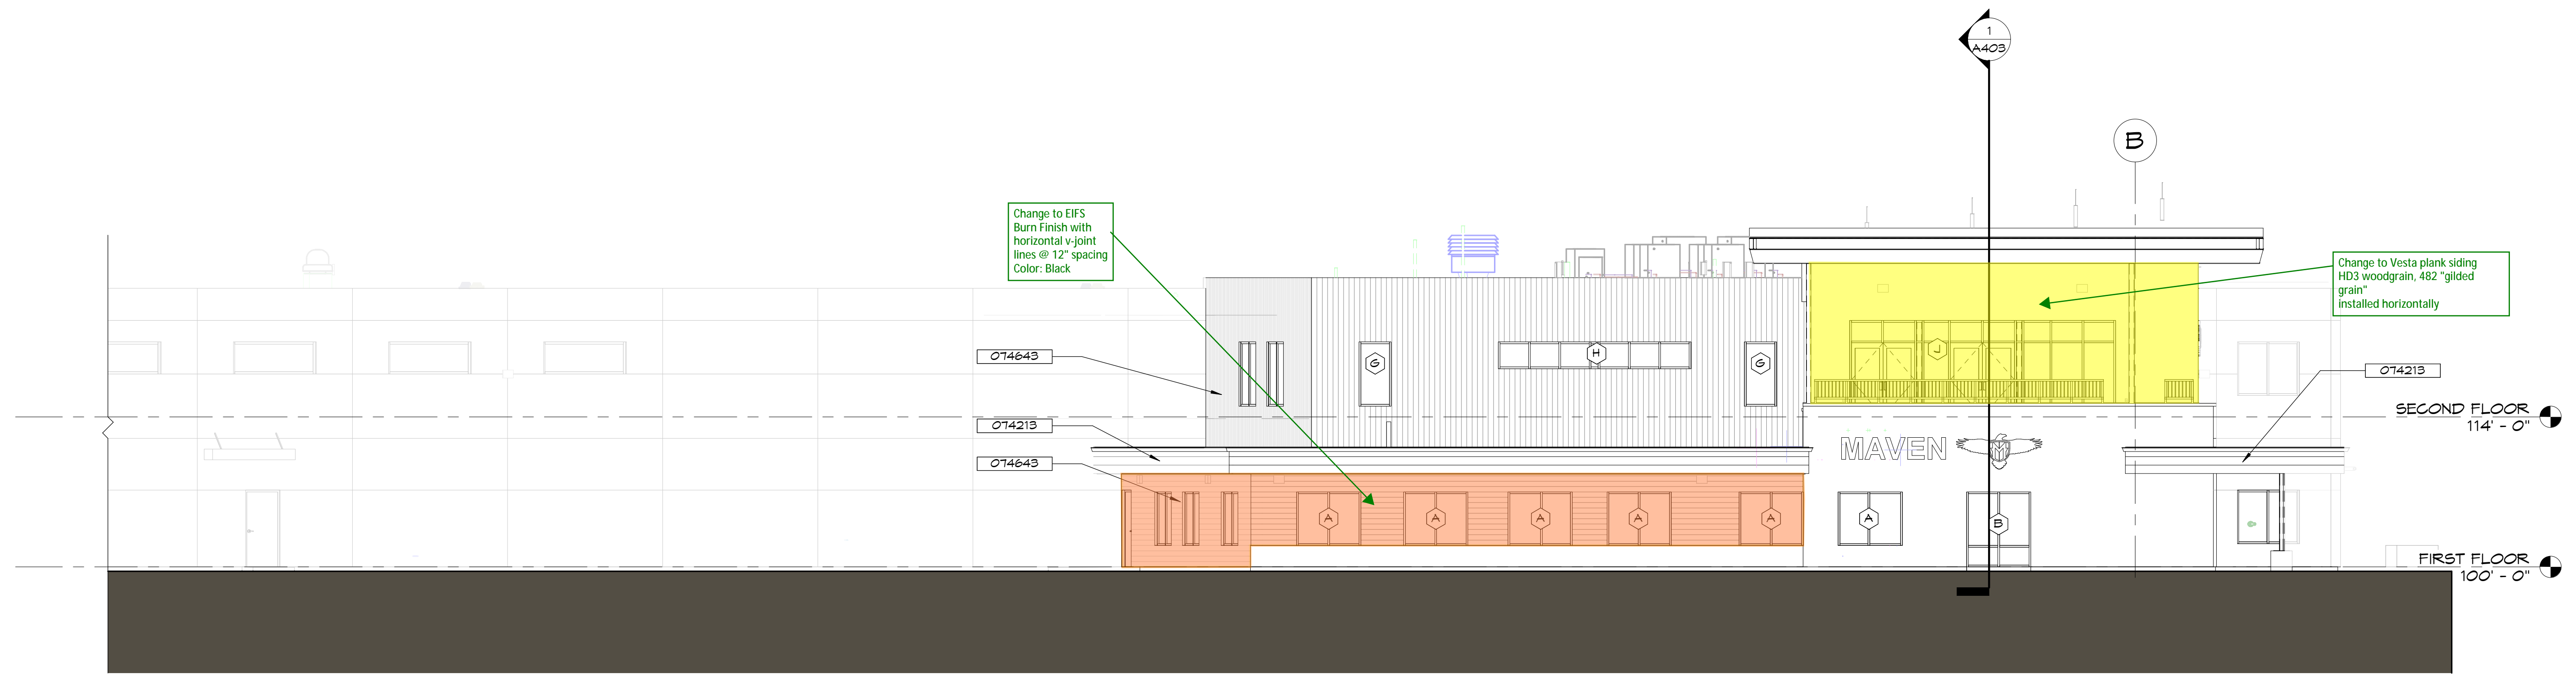 1
A403
B
Change to EIFS
Burn Finish with
horizontal v-joint
lines @ 12" spacing
Color: Black
Change to Vesta plank siding
HD3 woodgrain, 482 "gilded
grain"
installed horizontally
074643
G
H
G
J
074213
SECOND FLOOR
114' - 0"
074213
MAVEN
M
074643
A
A
A
A
A
A
B
FIRST FLOOR
100' - 0"